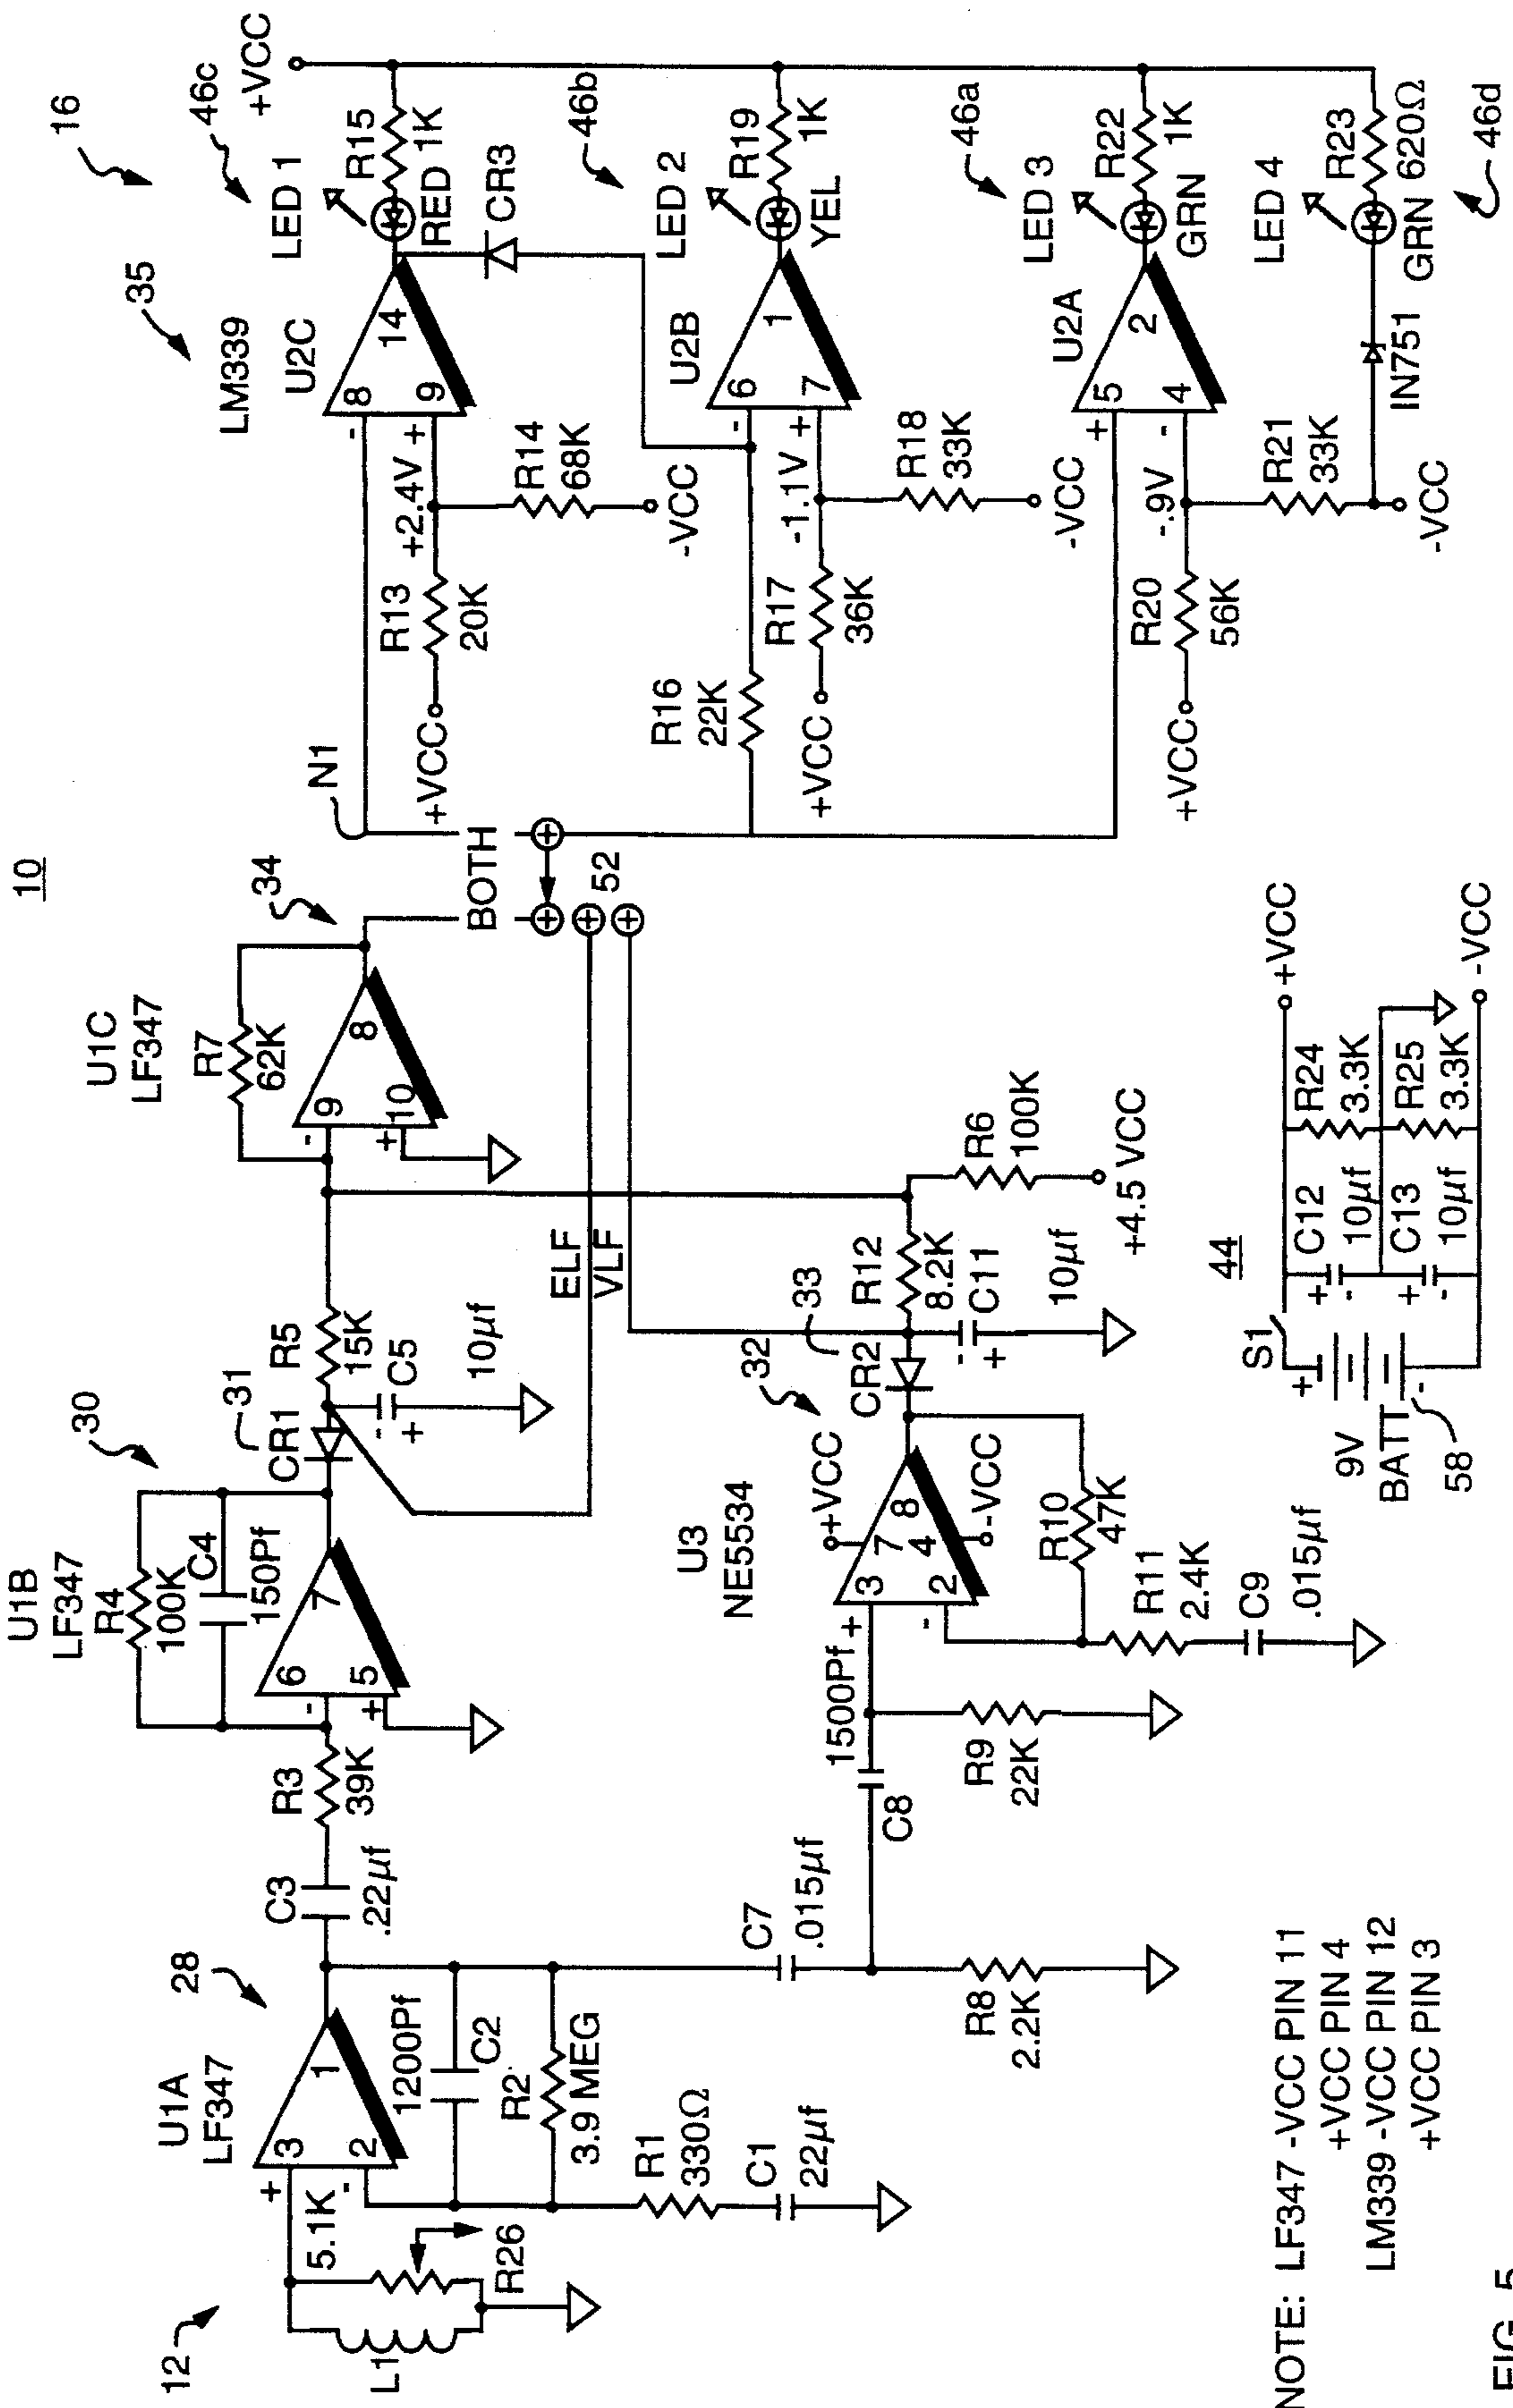 10
16
12
L1
R26
5.1K
+
-
3
2
1
U1A
LF347
28
1200Pf
C2
R2
3.9 MEG
R1
330Ω
C1
22µf
C3
.22µf
R3
39K
C7
.015µf
R8
2.2K
C8
1500Pf
R9
22K
U1B
LF347
R4
100K
C4
150Pf
30
-
+
6
5
7
CR1
31
C5
10µf
-
+
R5
15K
U3
NE5534
32
+VCC
-VCC
+
-
3
2
7
4
8
R10
47K
R11
2.4K
C9
.015µf
CR2
33
C11
10µf
-
+
R12
8.2K
R6
100K
+4.5 VCC
ELF
VLF
U1C
LF347
R7
62K
-
+
9
10
8
34
BOTH
52
N1
35
LM339
U2C
-
+
8
9
14
+2.4V
R13
20K
+VCC
R14
68K
-VCC
LED 1
46c
+VCC
RED
R15
1K
CR3
U2B
-
+
6
7
1
-1.1V
R16
22K
R17
36K
+VCC
R18
33K
-VCC
LED 2
46b
YEL
R19
1K
U2A
+
-
5
4
2
-.9V
R20
56K
+VCC
R21
33K
-VCC
LED 3
46a
GRN
R22
1K
LED 4
GRN
R23
620Ω
46d
IN751
44
S1
9V
BATT
58
+
-
C12
10µf
+
-
C13
10µf
+
-
R24
3.3K
R25
3.3K
+VCC
-VCC
NOTE: LF347 -VCC PIN 11
+VCC PIN 4
LM339 -VCC PIN 12
+VCC PIN 3
FIG. 5